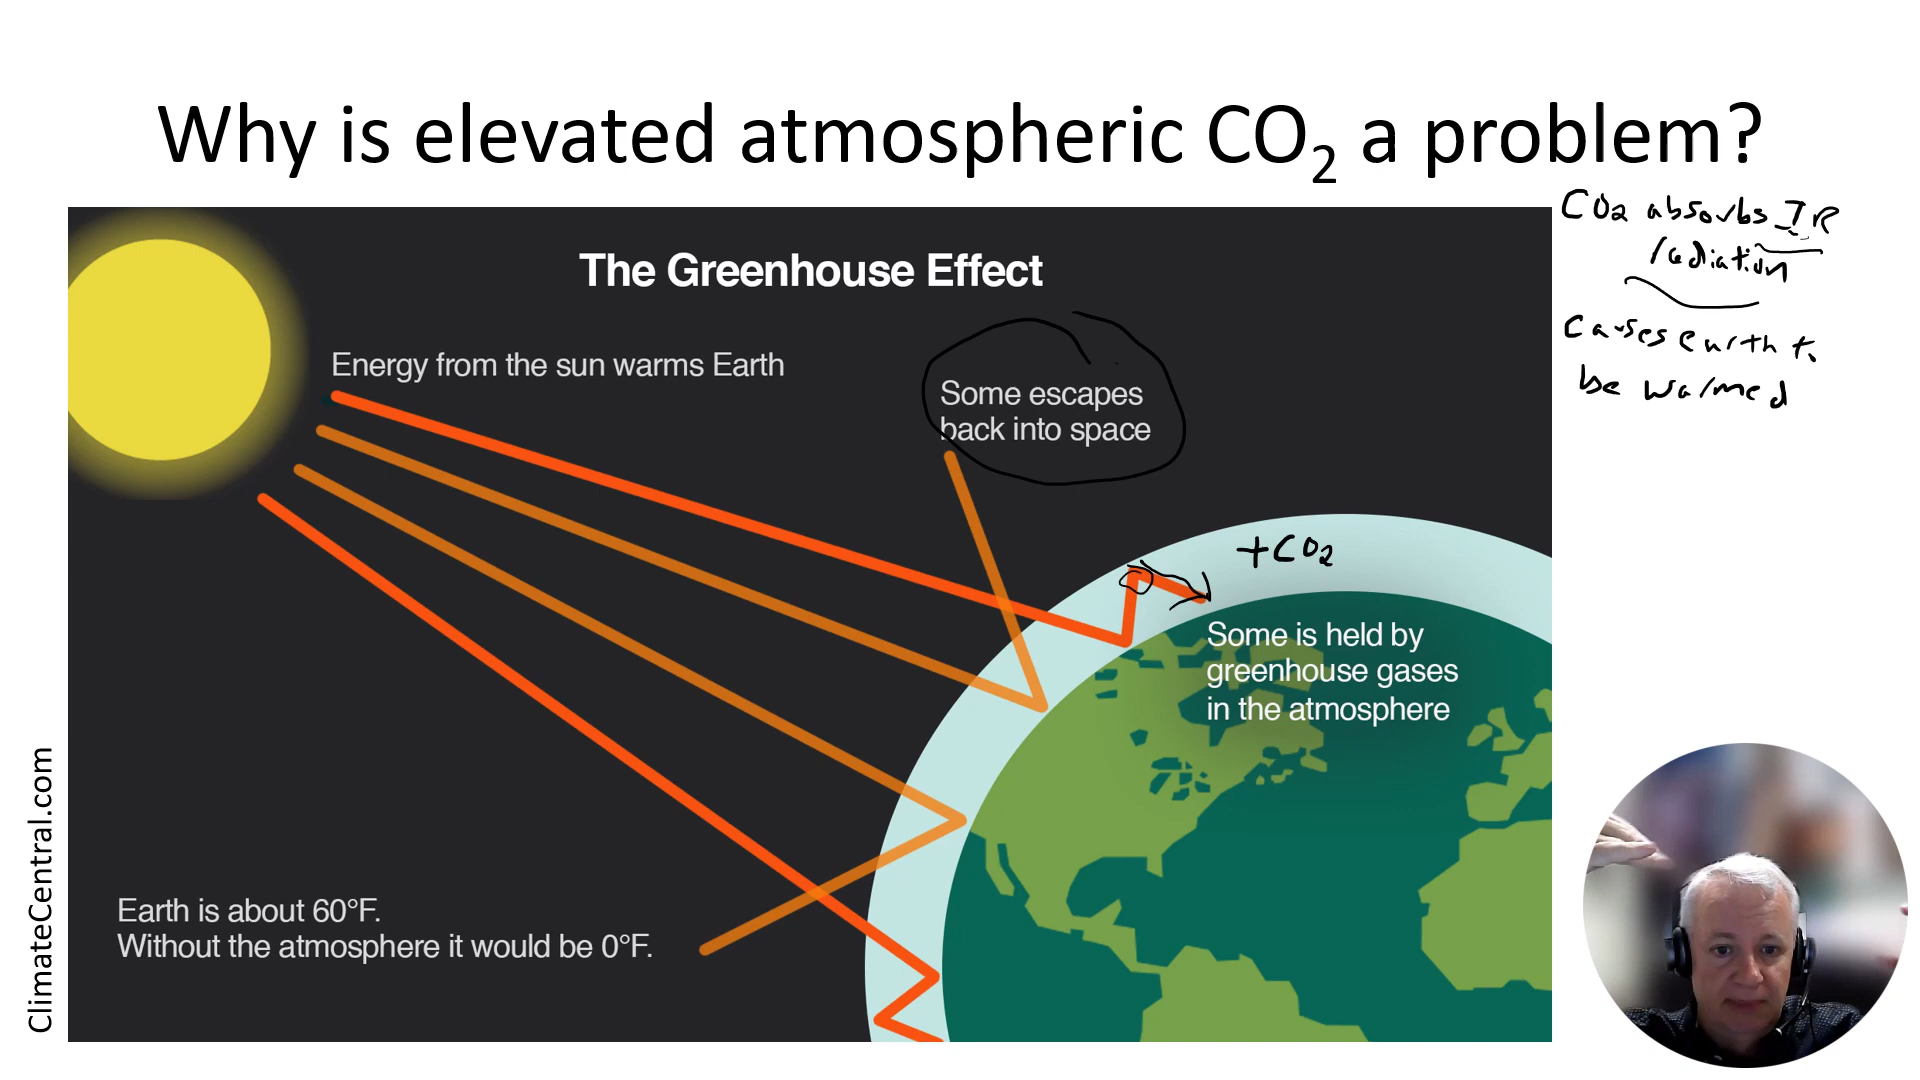 Why is elevated atmospheric CO2 a problem?
CO2 absorbs IR
radiation
Causes earth to
be warmed
The Greenhouse Effect
Energy from the sun warms Earth
Some escapes
back into space
+CO2
Some is held by
greenhouse gases
in the atmosphere
Earth is about 60°F.
Without the atmosphere it would be 0°F.
ClimateCentral.com